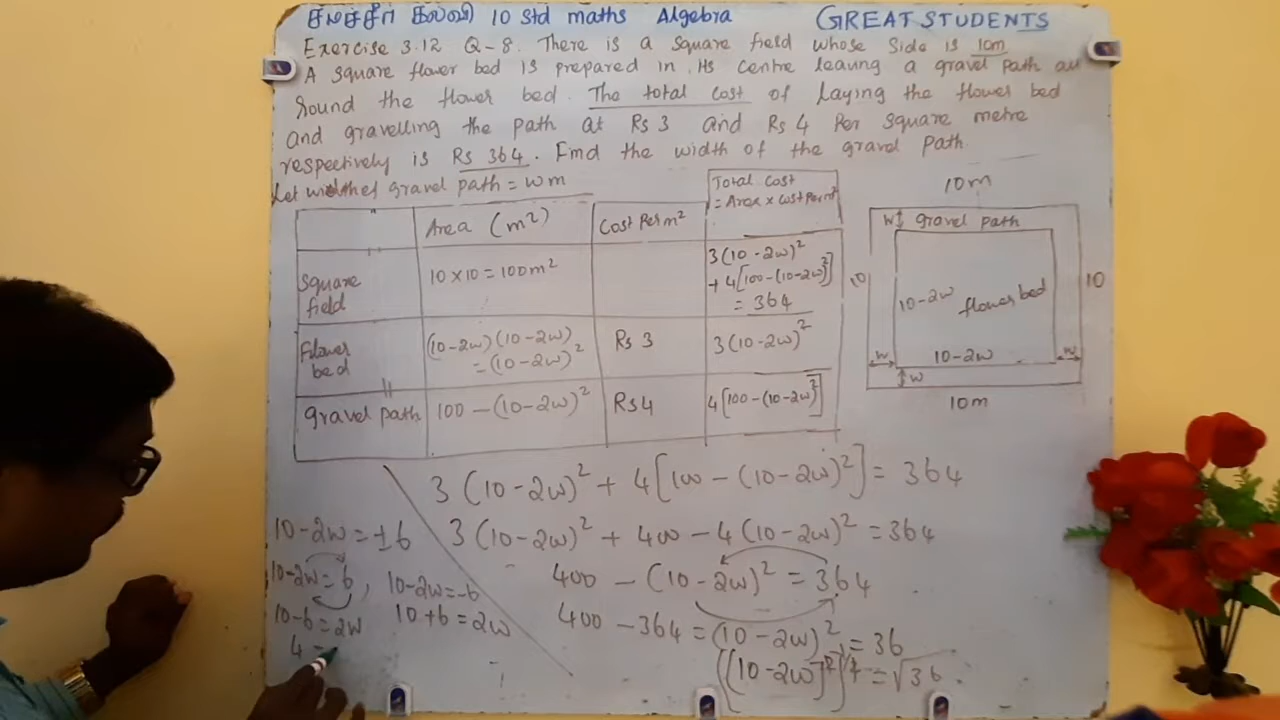 சுலசீர் கல்வி 10 std maths Algebra GREAT STUDENTS
Exercise 3.12 Q-8. There is a square field whose side is 10m
A square flower bed is prepared in its centre leaving a gravel path all
round the flower bed. The total cost of laying the flower bed
and gravelling the path at Rs 3 and Rs 4 Per square metre
respectively is Rs 364. Find the width of the gravel path.
Let width of gravel path = wm
Area (m²) Cost Per m² Total Cost = Area × Cost Per m²
Square field 10 × 10 = 100m² 3(10-2w)² + 4[100-(10-2w)²] = 364
Flower bed (10-2w)(10-2w) = (10-2w)² Rs 3 3(10-2w)²
gravel path 100 - (10-2w)² Rs4 4[100-(10-2w)²]
10m
w gravel path
10 10-2w flower bed 10
w 10-2w w
w
10m
3(10-2w)² + 4[100 - (10-2w)²] = 364
3(10-2w)² + 400 - 4(10-2w)² = 364
400 - (10-2w)² = 364
400 - 364 = (10-2w)² = 36
((10-2w)²) = √36
10-2w = ±6
10-2w = 6, 10-2w = -6
10-6 = 2w 10+6 = 2w
4 =